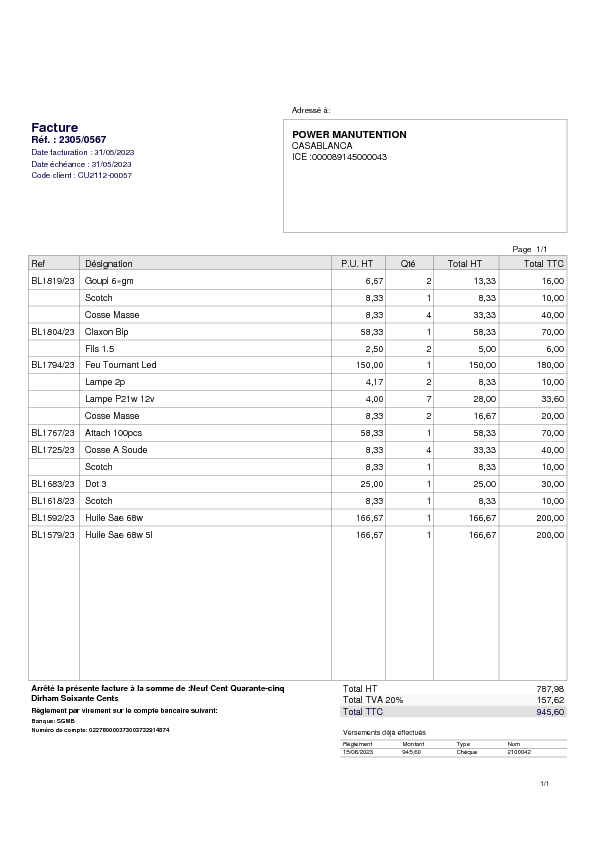 Adressé à:
Facture
Réf. : 2305/0567
Date facturation : 31/05/2023
Date échéance : 31/05/2023
Code client : CU2112-00057
POWER MANUTENTION
CASABLANCA
ICE :000089145000043
Page 1/1
Ref Désignation P.U. HT Qté Total HT Total TTC
BL1819/23 Goupi 6»gm 6,67 2 13,33 16,00
Scotch 8,33 1 8,33 10,00
Cosse Masse 8,33 4 33,33 40,00
BL1804/23 Claxon Bip 58,33 1 58,33 70,00
Fils 1.5 2,50 2 5,00 6,00
BL1794/23 Feu Tournant Led 150,00 1 150,00 180,00
Lampe 2p 4,17 2 8,33 10,00
Lampe P21w 12v 4,00 7 28,00 33,60
Cosse Masse 8,33 2 16,67 20,00
BL1767/23 Attach 100pcs 58,33 1 58,33 70,00
BL1725/23 Cosse A Soude 8,33 4 33,33 40,00
Scotch 8,33 1 8,33 10,00
BL1683/23 Dot 3 25,00 1 25,00 30,00
BL1618/23 Scotch 8,33 1 8,33 10,00
BL1592/23 Huile Sae 68w 166,67 1 166,67 200,00
BL1579/23 Huile Sae 68w 5l 166,67 1 166,67 200,00
Arrêté la présente facture à la somme de :Neuf Cent Quarante-cinq
Dirham Soixante Cents
Règlement par virement sur le compte bancaire suivant:
Banque: SGMB
Numéro de compte:
Total HT 787,98
Total TVA 20% 157,62
Total TTC 945,60
Versements déjà effectués
Règlement Montant Type Num
15/06/2023 945,60 Chèque 2100042
1/1